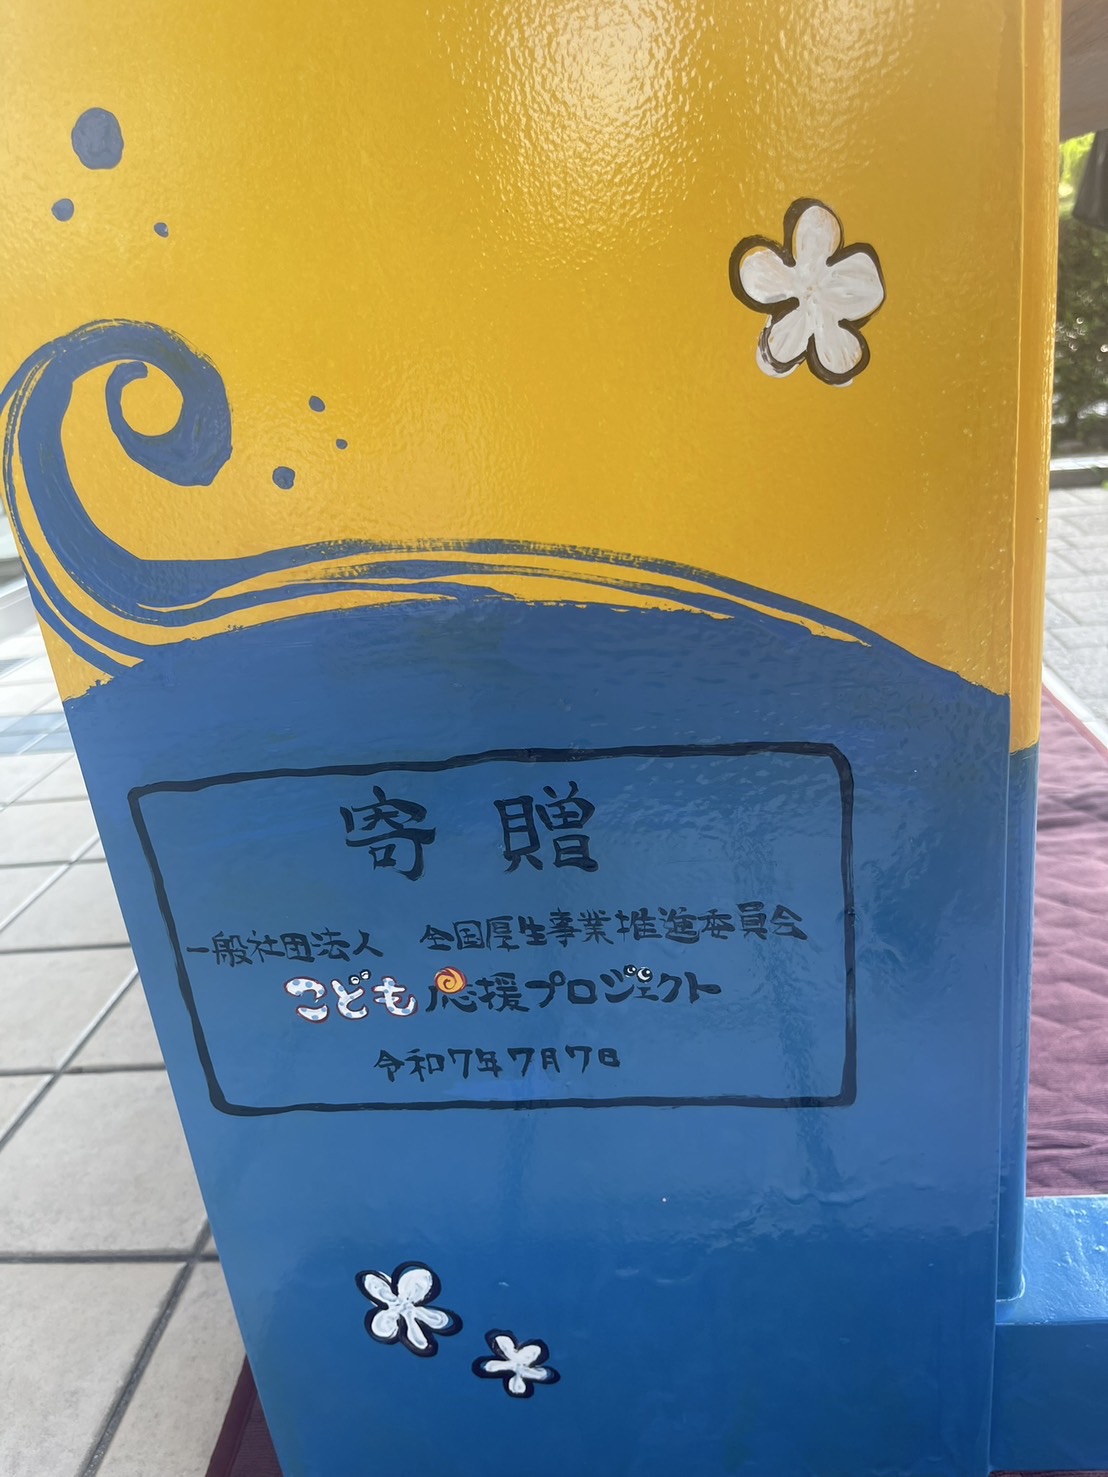 寄贈
一般社団法人 全国厚生事業推進委員会
こども応援プロジェクト
令和7年7月7日